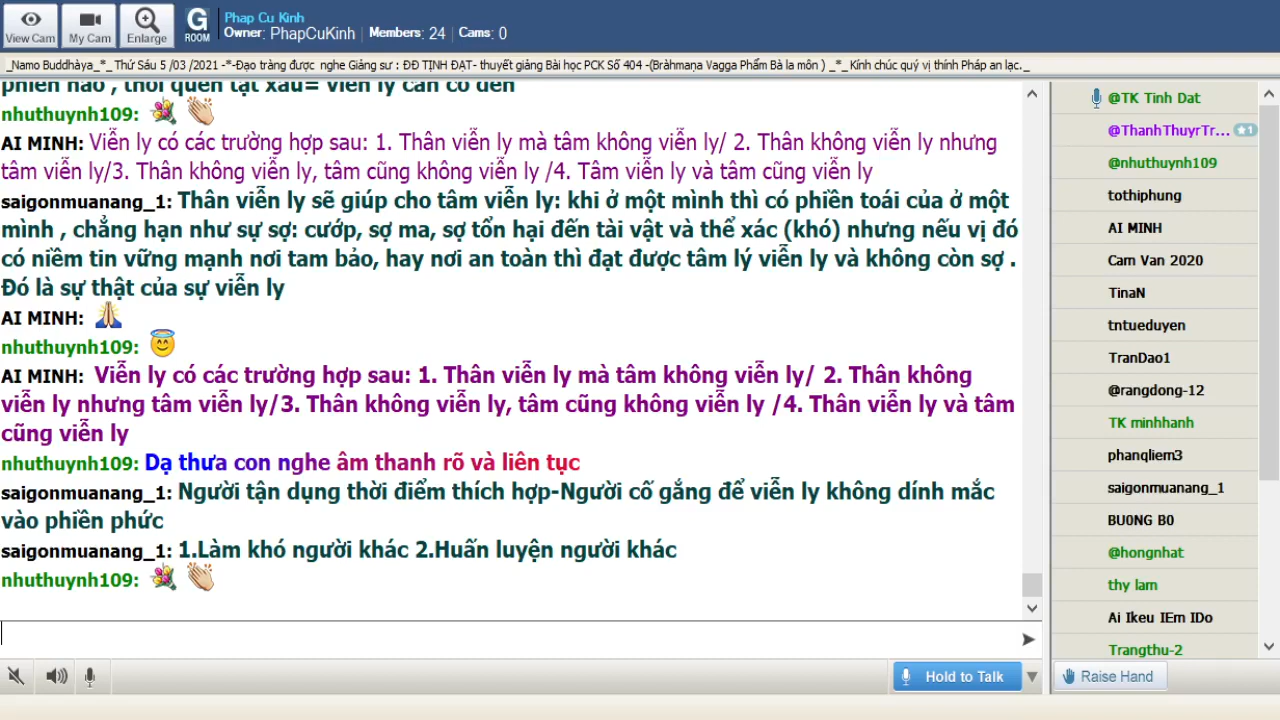 View Cam
My Cam
Enlarge
G
ROOM
Phap Cu Kinh
Owner: PhapCuKinh | Members: 24 | Cams: 0
_Namo Buddhàya_*_ Thứ Sáu 5 /03 /2021 -*-Đạo tràng được nghe Giảng sư : ĐĐ TỊNH ĐẠT- thuyết giảng Bài học PCK Số 404 -(Bràhmaṇa Vagga Phẩm Bà la môn ) _*_ Kính chúc quý vị thính Pháp an lạc._
phiền não , thói quen tật xấu= viễn ly cần có đến
nhuthuynh109:
AI MINH: Viễn ly có các trường hợp sau: 1. Thân viễn ly mà tâm không viễn ly/ 2. Thân không viễn ly nhưng
tâm viễn ly/3. Thân không viễn ly, tâm cũng không viễn ly /4. Tâm viễn ly và tâm cũng viễn ly
saigonmuanang_1: Thân viễn ly sẽ giúp cho tâm viễn ly: khi ở một mình thì có phiền toái của ở một
mình , chẳng hạn như sự sợ: cướp, sợ ma, sợ tổn hại đến tài vật và thể xác (khó) nhưng nếu vị đó
có niềm tin vững mạnh nơi tam bảo, hay nơi an toàn thì đạt được tâm lý viễn ly và không còn sợ .
Đó là sự thật của sự viễn ly
AI MINH:
nhuthuynh109:
AI MINH: Viễn ly có các trường hợp sau: 1. Thân viễn ly mà tâm không viễn ly/ 2. Thân không
viễn ly nhưng tâm viễn ly/3. Thân không viễn ly, tâm cũng không viễn ly /4. Thân viễn ly và tâm
cũng viễn ly
nhuthuynh109: Dạ thưa con nghe âm thanh rõ và liên tục
saigonmuanang_1: Người tận dụng thời điểm thích hợp-Người cố gắng để viễn ly không dính mắc
vào phiền phức
saigonmuanang_1: 1.Làm khó người khác 2.Huấn luyện người khác
nhuthuynh109:
Hold to Talk
@TK Tinh Dat
@ThanhThuyrTr... ★1
@nhuthuynh109
tothiphung
AI MINH
Cam Van 2020
TinaN
tntueduyen
TranDao1
@rangdong-12
TK minhhanh
phanqliem3
saigonmuanang_1
BU0NG B0
@hongnhat
thy lam
Ai Ikeu IEm IDo
Trangthu-2
Raise Hand